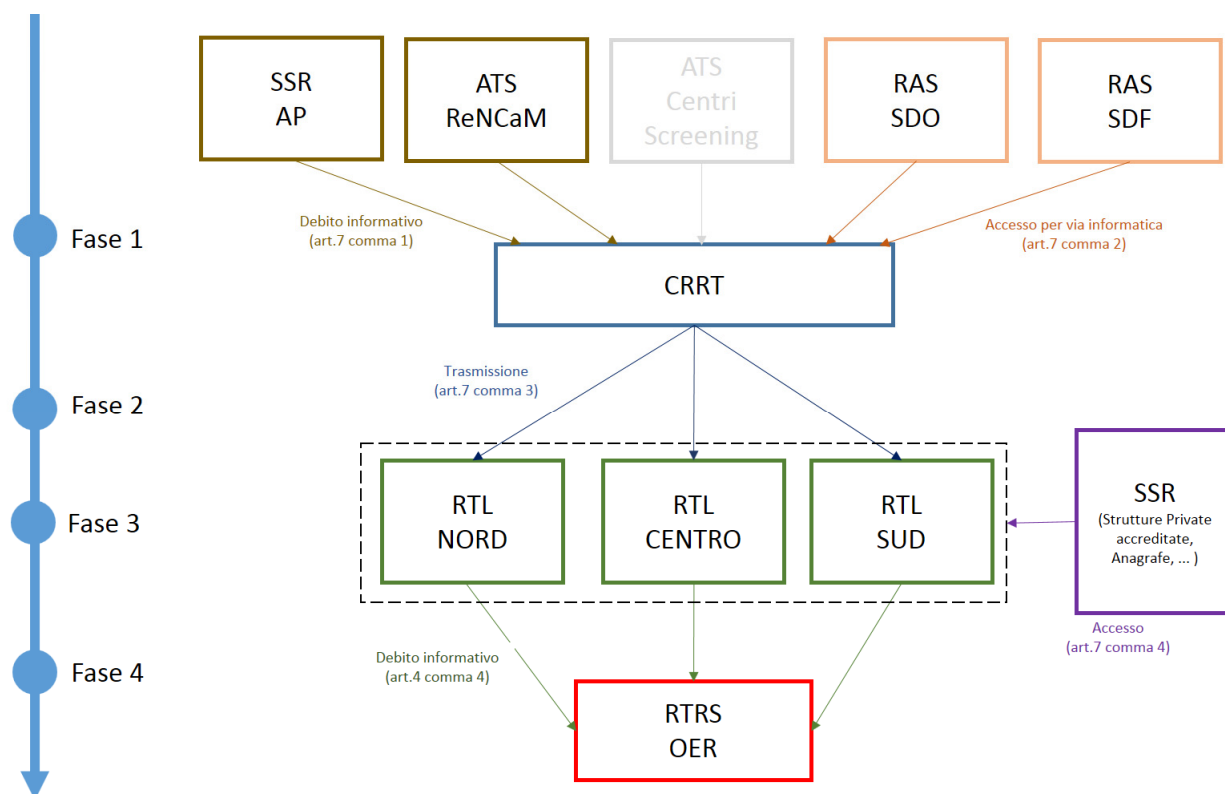 SSR
AP
ATS
ReNCaM
ATS
Centri
Screening
RAS
SDO
RAS
SDF
Fase 1
Debito informativo
(art.7 comma 1)
Accesso per via informatica
(art.7 comma 2)
CRRT
Trasmissione
(art.7 comma 3)
Fase 2
RTL
NORD
RTL
CENTRO
RTL
SUD
SSR
(Strutture Private
accreditate,
Anagrafe, ... )
Fase 3
Accesso
(art.7 comma 4)
Debito informativo
(art.4 comma 4)
Fase 4
RTRS
OER